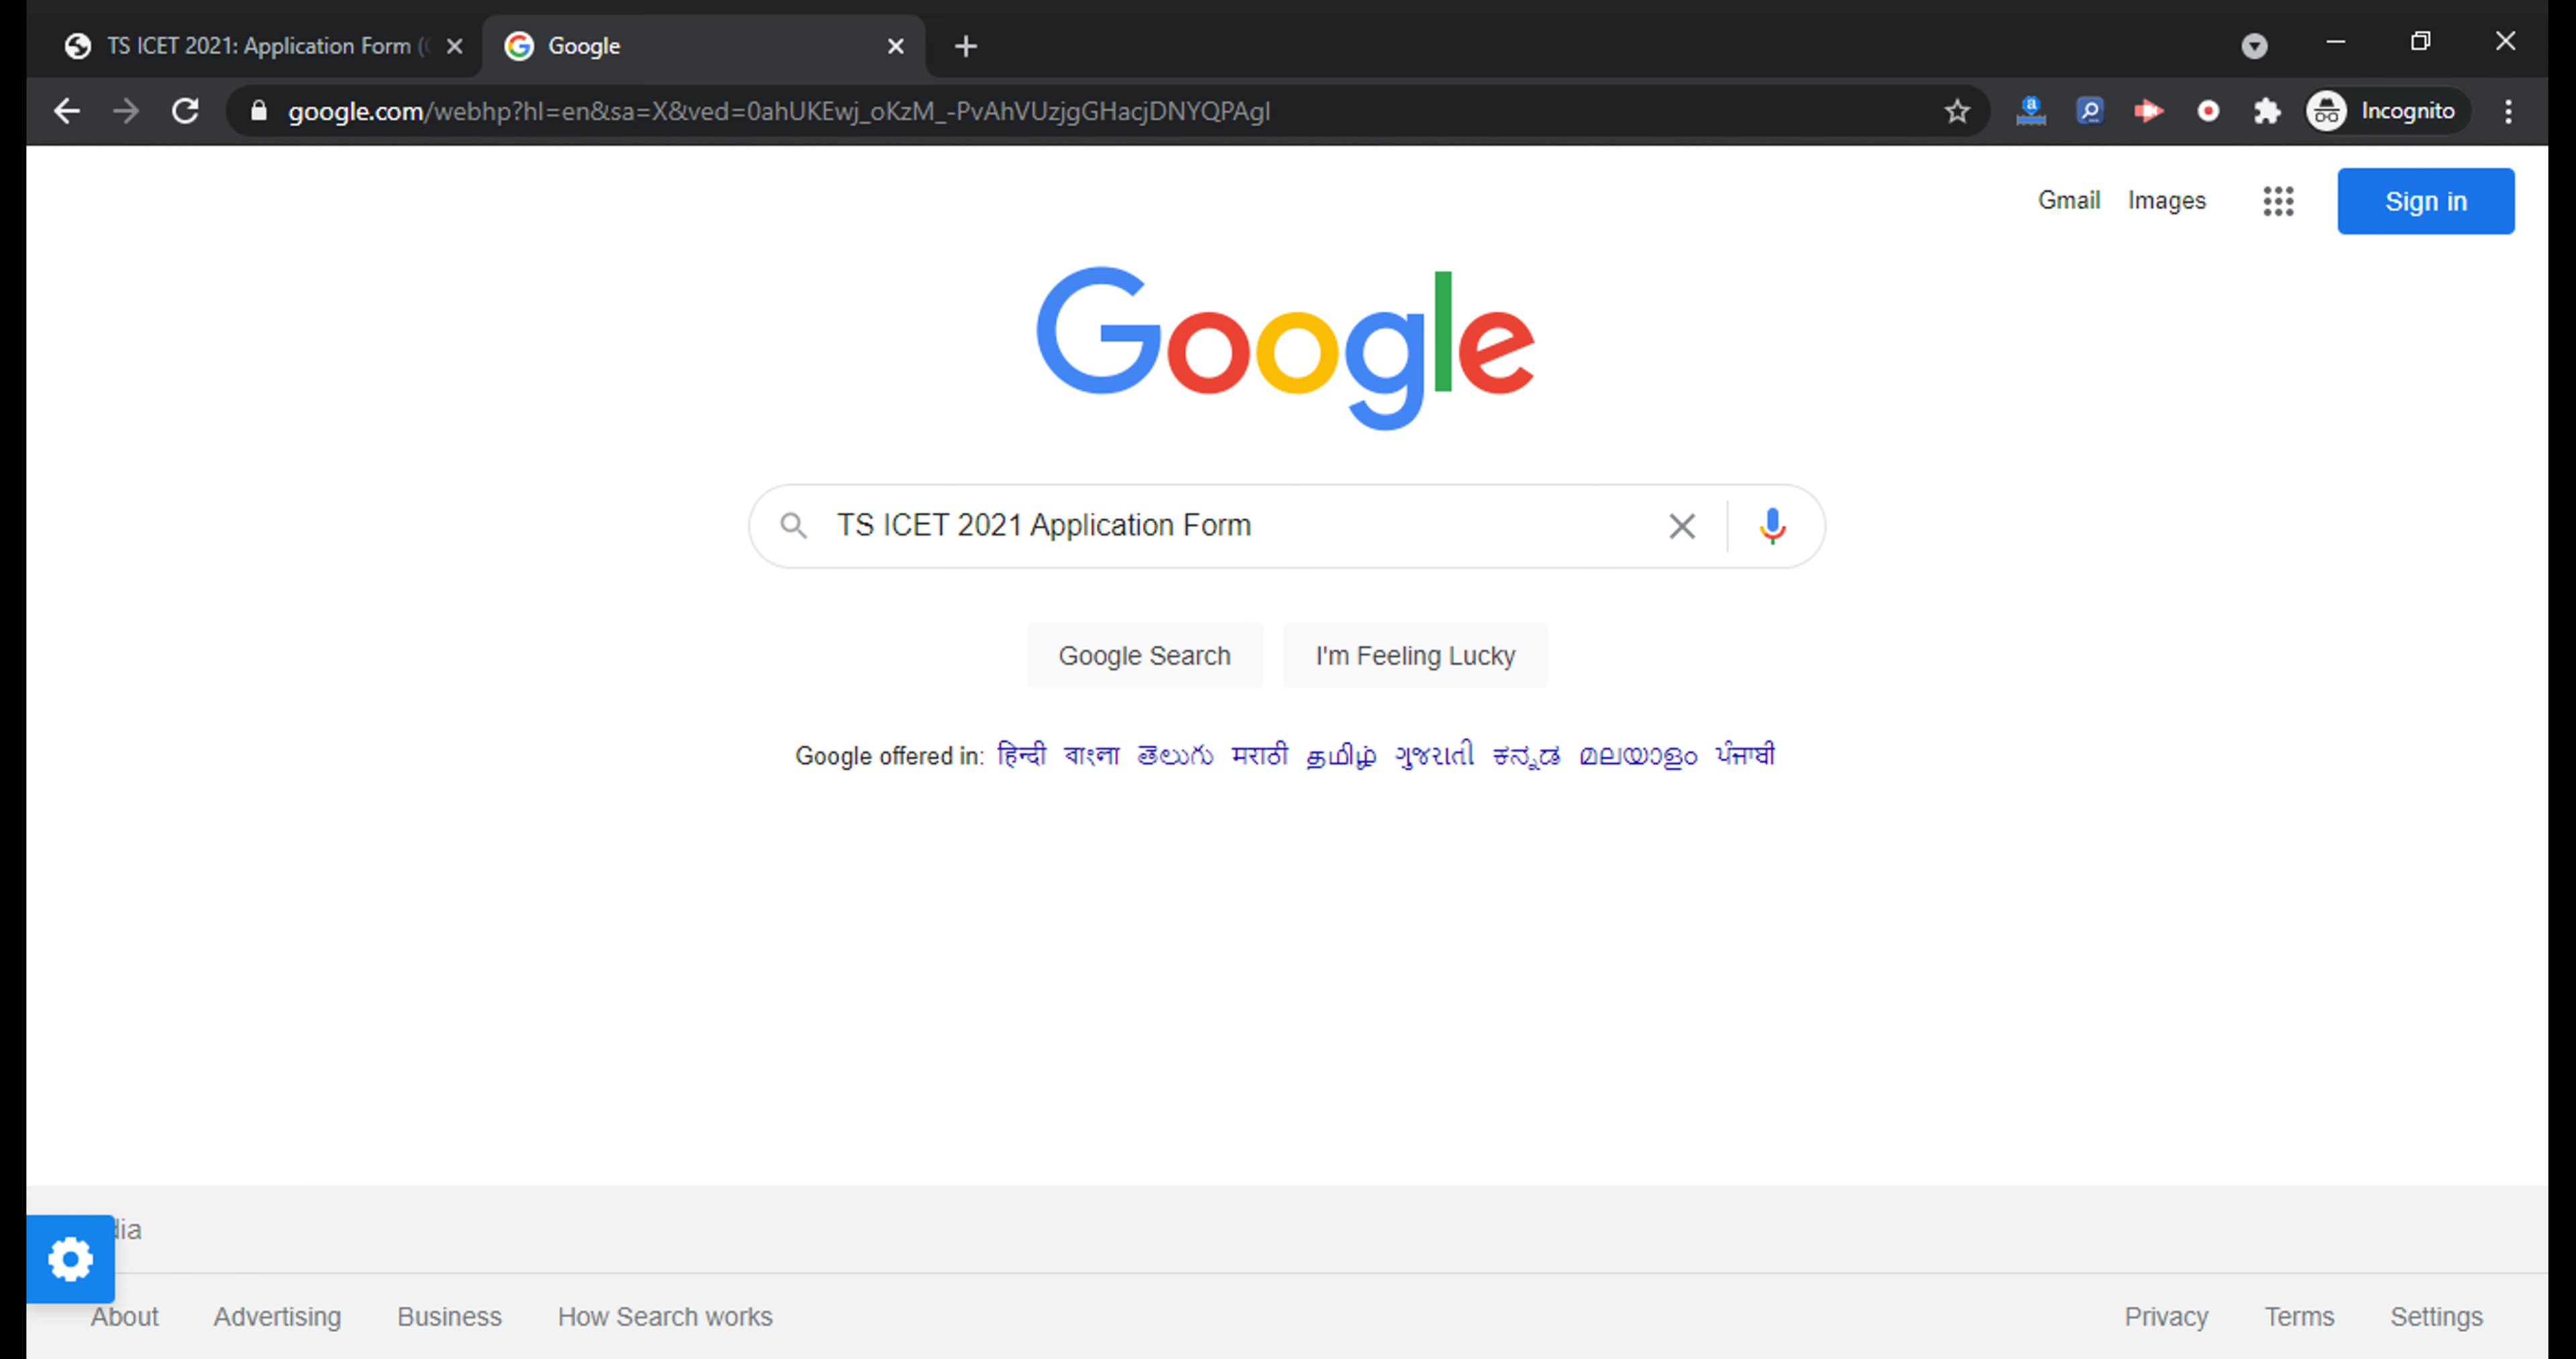 TS ICET 2021: Application Form (
Google
google.com/webhp?hl=en&sa=X&ved=0ahUKEwj_oKzM_-PvAhVUzjgGHacjDNYQPAgI
Incognito
Gmail Images Sign in
Google
TS ICET 2021 Application Form
Google Search I'm Feeling Lucky
Google offered in: हिन्दी বাংলা తెలుగు मराठी தமிழ் ગુજરાતી ಕನ್ನಡ മലയാളം ਪੰਜਾਬੀ
dia
About Advertising Business How Search works Privacy Terms Settings